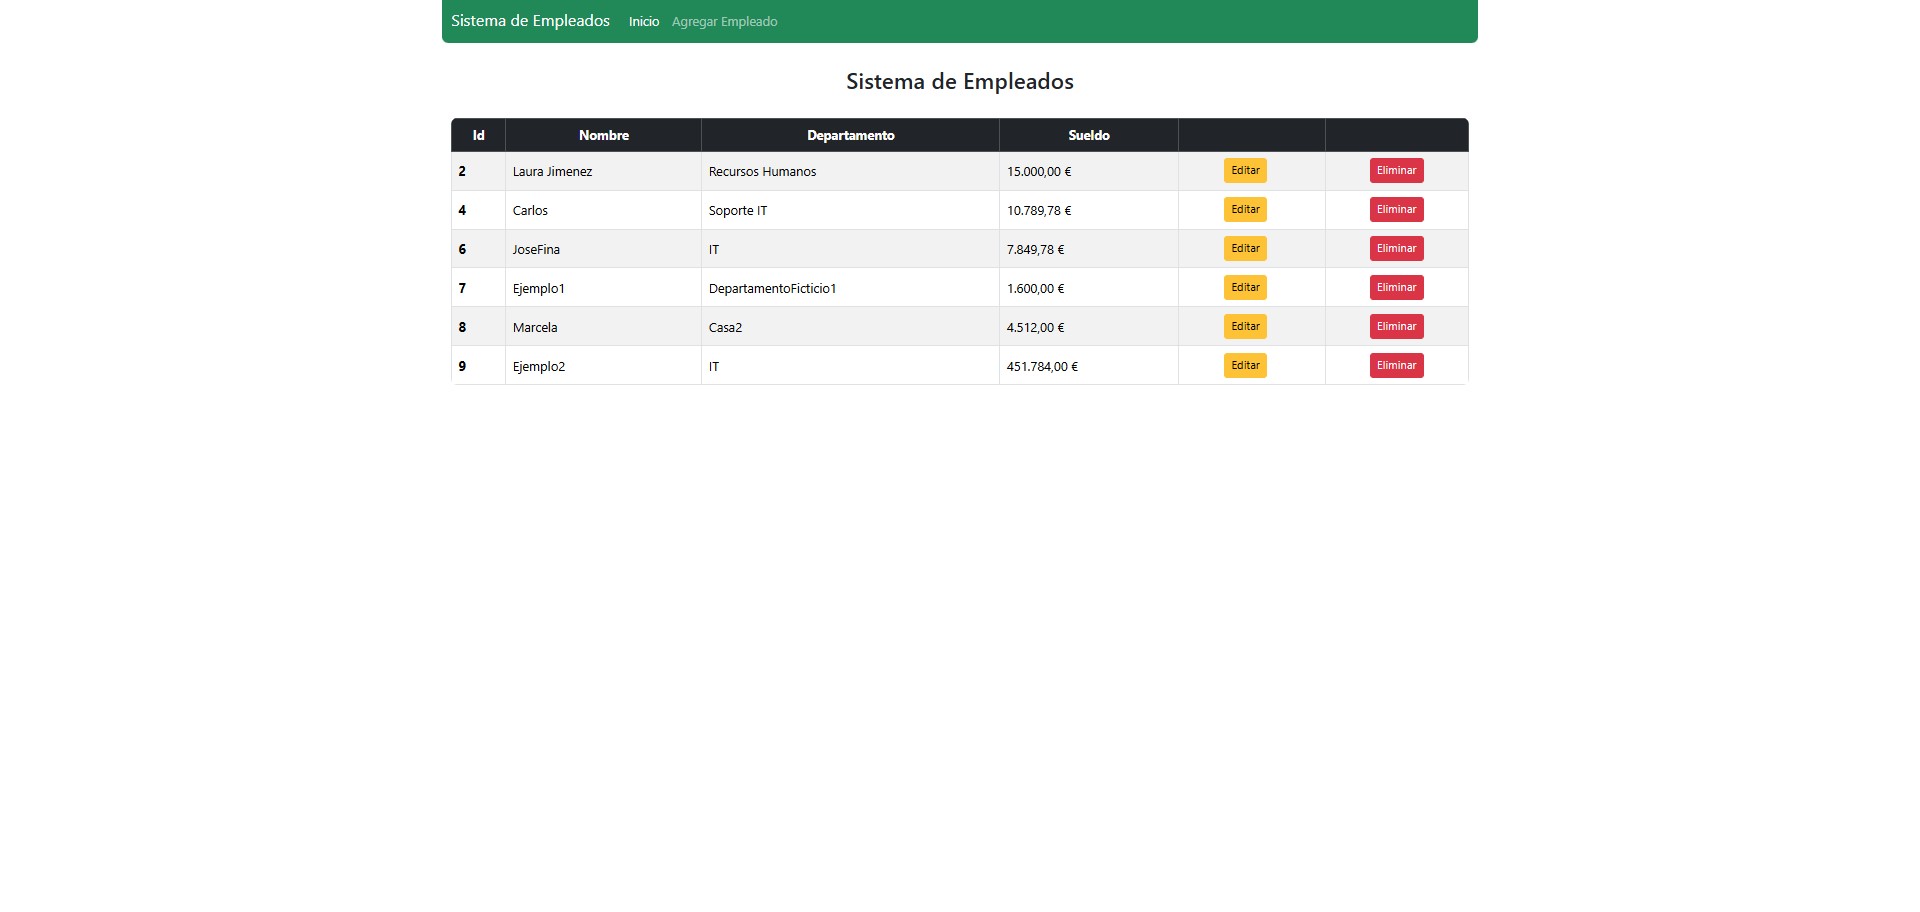 Sistema de Empleados Inicio Agregar Empleado
Sistema de Empleados
Id Nombre Departamento Sueldo
2 Laura Jimenez Recursos Humanos 15.000,00 € Editar Eliminar
4 Carlos Soporte IT 10.789,78 € Editar Eliminar
6 JoseFina IT 7.849,78 € Editar Eliminar
7 Ejemplo1 DepartamentoFicticio1 1.600,00 € Editar Eliminar
8 Marcela Casa2 4.512,00 € Editar Eliminar
9 Ejemplo2 IT 451.784,00 € Editar Eliminar